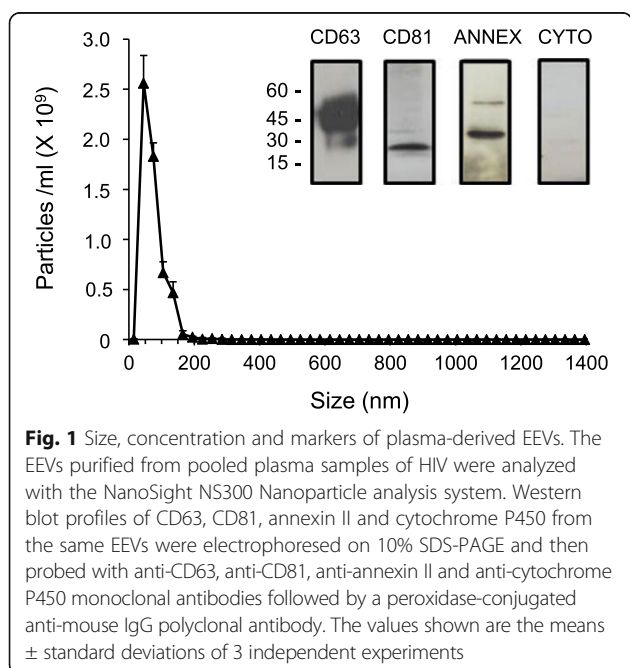 CD63 CD81 ANNEX CYTO
60 -
45 -
30 -
15 -
3.0
2.5
2.0
1.5
1.0
0.5
0
Particles /ml (X 10⁹)
0 200 400 600 800 1000 1200 1400
Size (nm)
Fig. 1 Size, concentration and markers of plasma-derived EEVs. The
EEVs purified from pooled plasma samples of HIV were analyzed
with the NanoSight NS300 Nanoparticle analysis system. Western
blot profiles of CD63, CD81, annexin II and cytochrome P450 from
the same EEVs were electrophoresed on 10% SDS-PAGE and then
probed with anti-CD63, anti-CD81, anti-annexin II and anti-cytochrome
P450 monoclonal antibodies followed by a peroxidase-conjugated
anti-mouse IgG polyclonal antibody. The values shown are the means
± standard deviations of 3 independent experiments